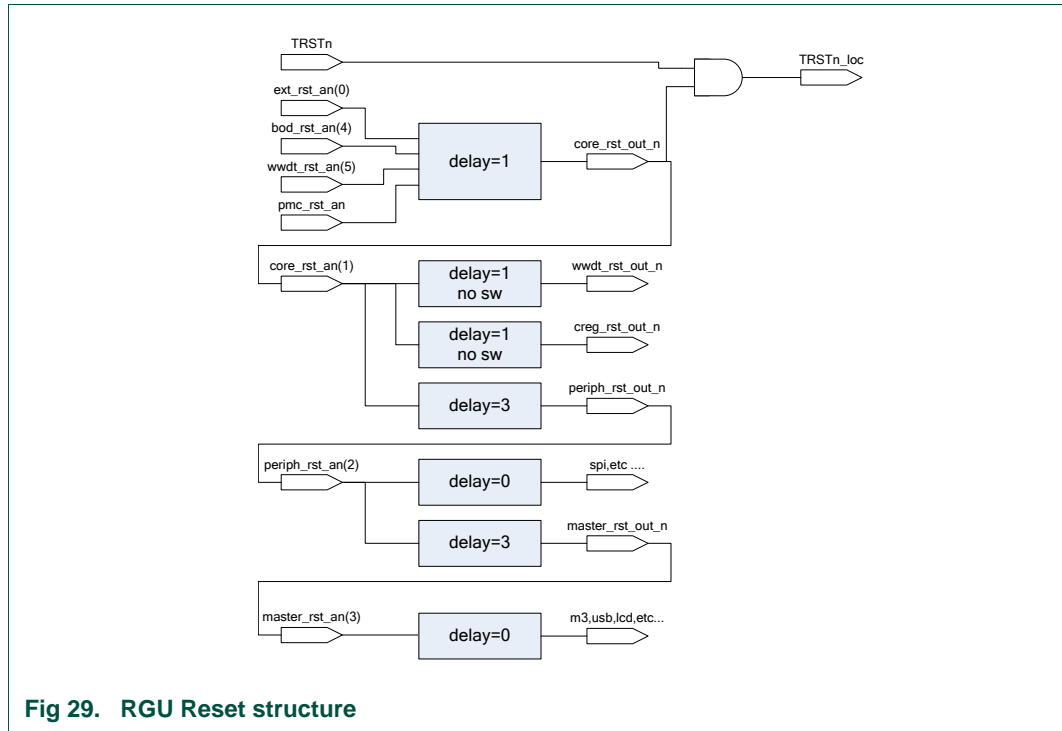 TRSTn
TRSTn_loc
ext_rst_an(0)
bod_rst_an(4)
wwdt_rst_an(5)
pmc_rst_an
delay=1
core_rst_out_n
core_rst_an(1)
delay=1
no sw
wwdt_rst_out_n
delay=1
no sw
creg_rst_out_n
delay=3
periph_rst_out_n
periph_rst_an(2)
delay=0
spi,etc ....
delay=3
master_rst_out_n
master_rst_an(3)
delay=0
m3,usb,lcd,etc...
Fig 29. RGU Reset structure